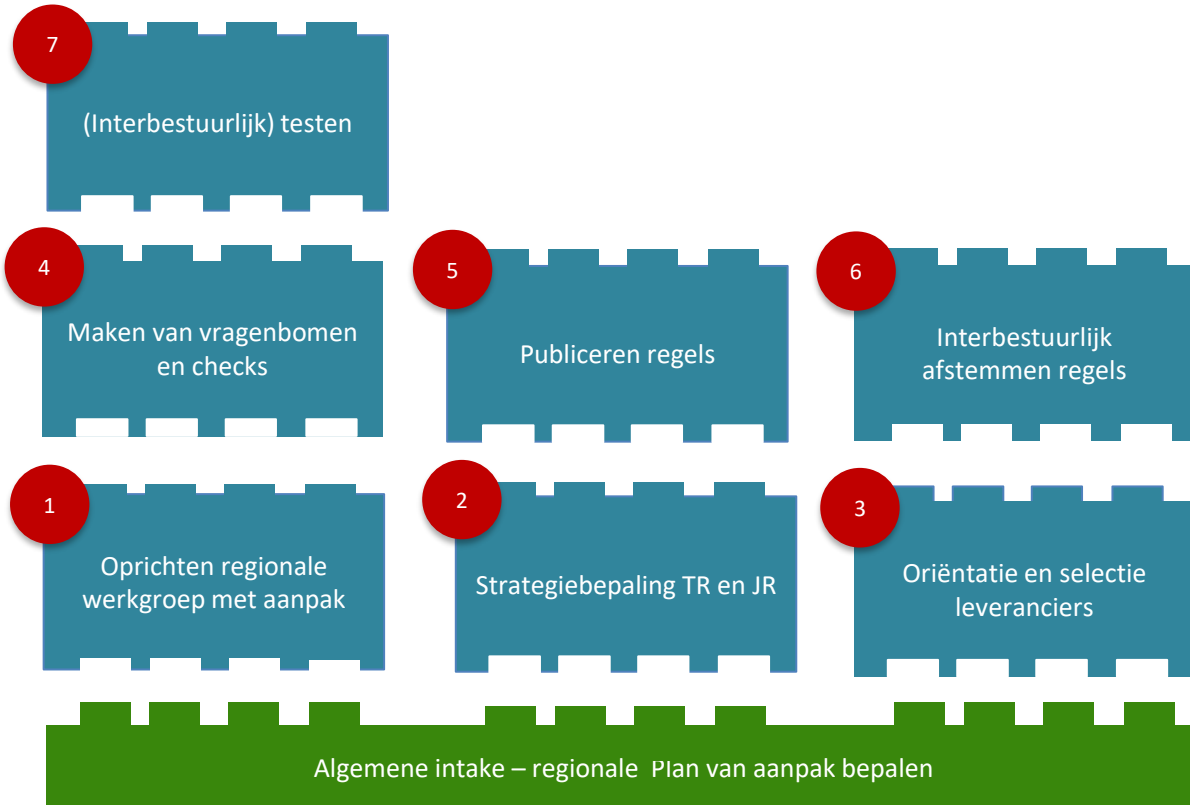 7
(Interbestuurlijk) testen
4
Maken van vragenbomen
en checks
5
Publiceren regels
6
Interbestuurlijk
afstemmen regels
1
Oprichten regionale
werkgroep met aanpak
2
Strategiebepaling TR en JR
3
Oriëntatie en selectie
leveranciers
Algemene intake – regionale Plan van aanpak bepalen